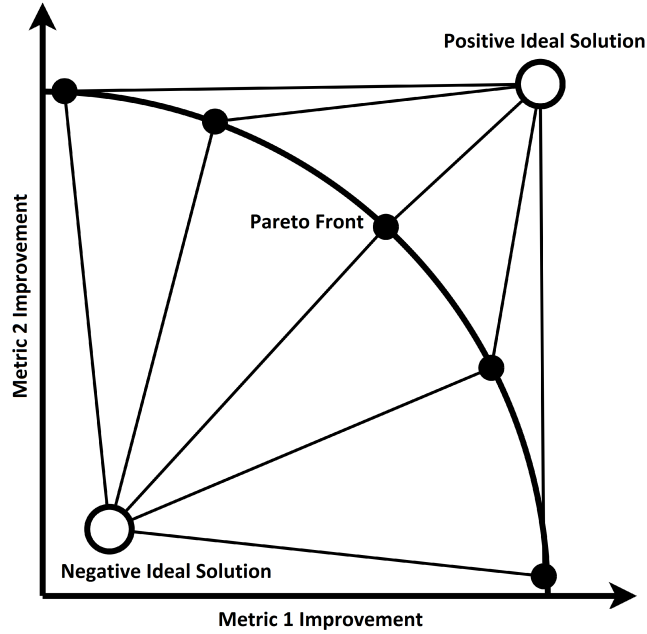 Positive Ideal Solution
Pareto Front
Metric 2 Improvement
Negative Ideal Solution
Metric 1 Improvement